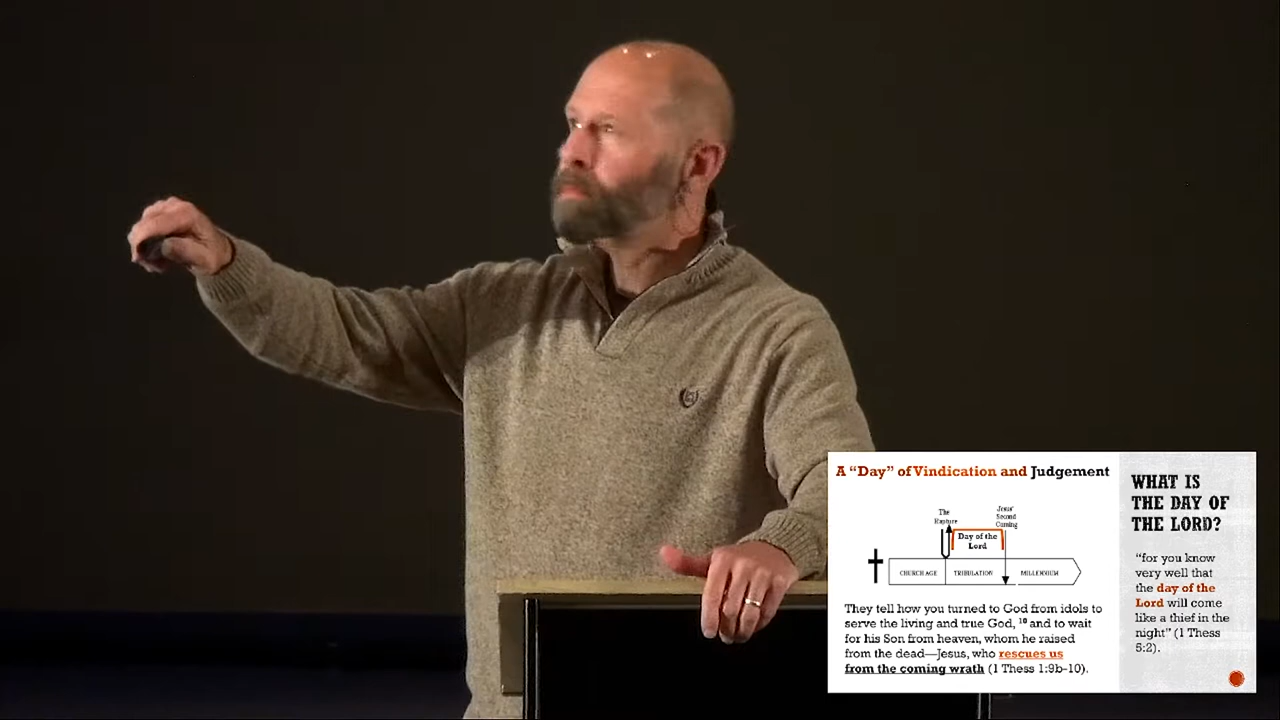 A “Day” of Vindication and Judgement
The
Rapture
Jesus'
Second
Coming
Day of the
Lord
CHURCH AGE
TRIBULATION
MILLENNIUM
They tell how you turned to God from idols to
serve the living and true God, ¹⁰ and to wait
for his Son from heaven, whom he raised
from the dead—Jesus, who rescues us
from the coming wrath (1 Thess 1:9b-10).
WHAT IS
THE DAY OF
THE LORD?
“for you know
very well that
the day of the
Lord will come
like a thief in the
night” (1 Thess
5:2).